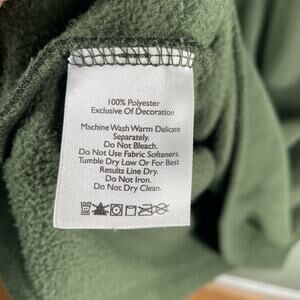 100% Polyester
Exclusive Of Decoration
Machine Wash Warm Delicate
Separately.
Do Not Bleach.
Do Not Use Fabric Softeners.
Tumble Dry Low Or For Best
Results Line Dry.
Do Not Iron.
Do Not Dry Clean.